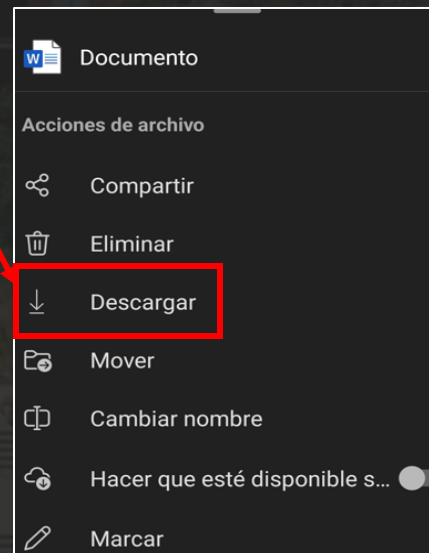 Documento
Acciones de archivo
Compartir
Eliminar
Descargar
Mover
Cambiar nombre
Hacer que esté disponible s...
Marcar